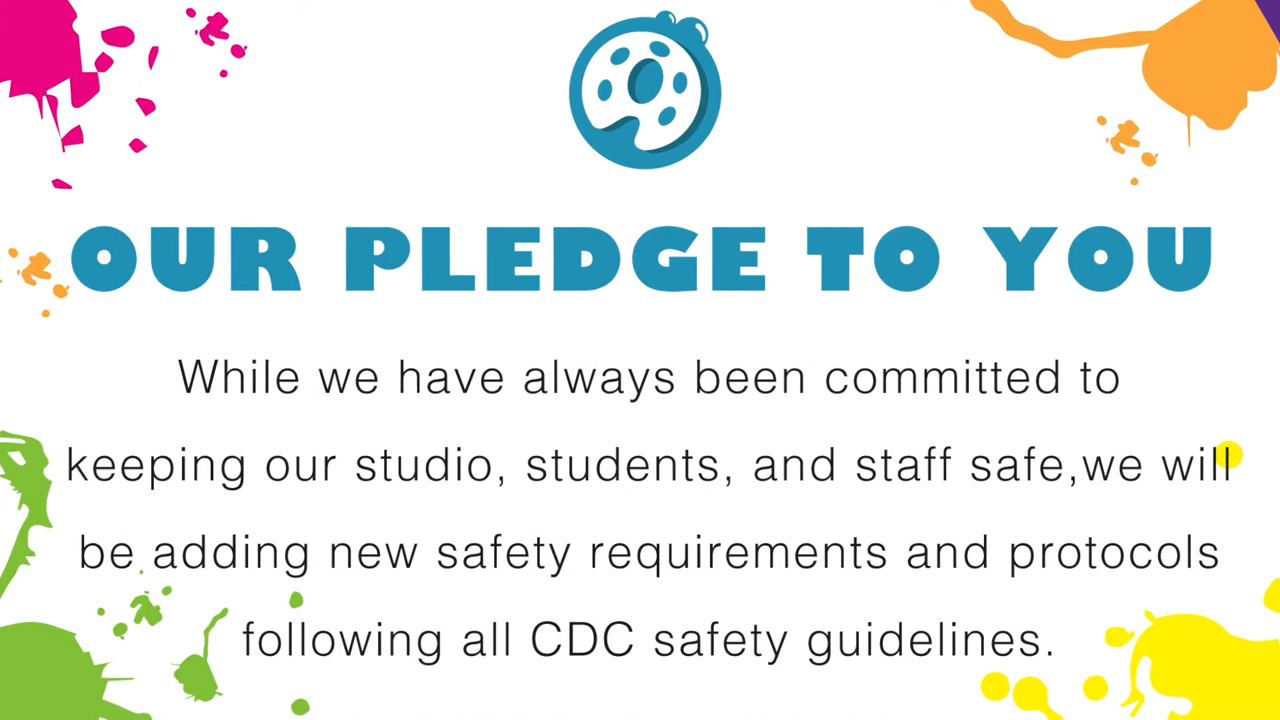 OUR PLEDGE TO YOU
While we have always been committed to
keeping our studio, students, and staff safe,we will
be adding new safety requirements and protocols
following all CDC safety guidelines.